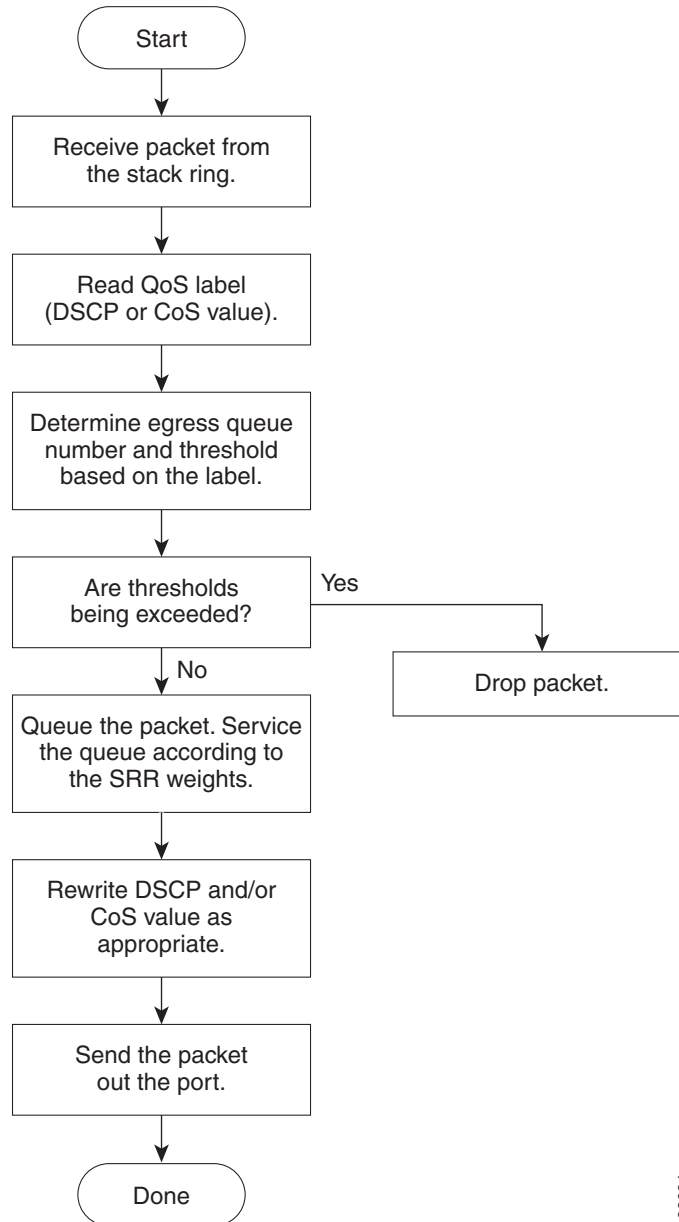 Start
Receive packet from
the stack ring.
Read QoS label
(DSCP or CoS value).
Determine egress queue
number and threshold
based on the label.
Are thresholds
being exceeded?
Yes
No
Drop packet.
Queue the packet. Service
the queue according to
the SRR weights.
Rewrite DSCP and/or
CoS value as
appropriate.
Send the packet
out the port.
Done